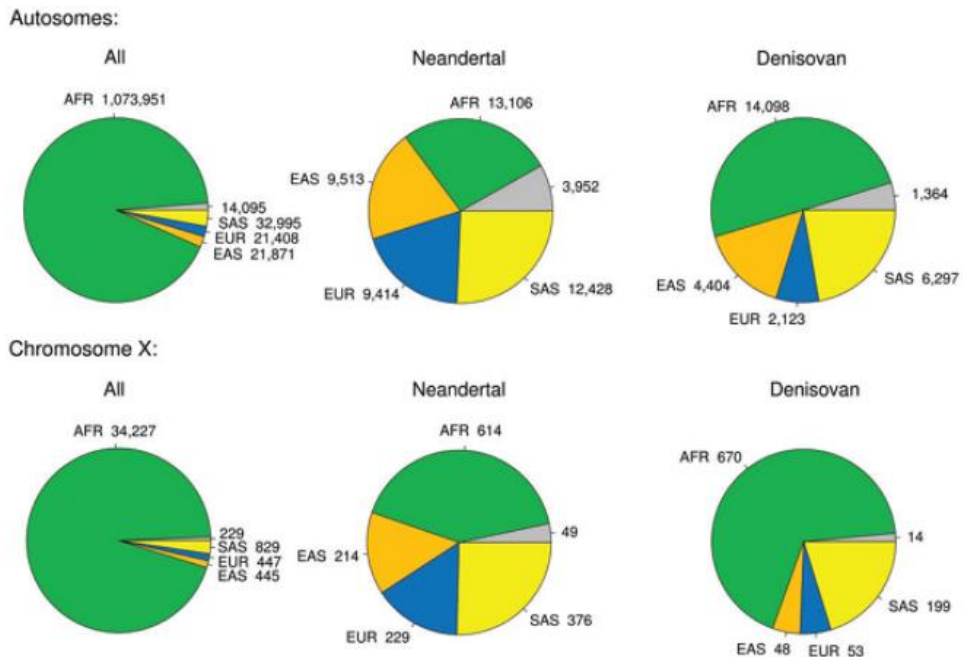 Autosomes:
All
AFR 1,073,951
14,095
SAS 32,995
EUR 21,408
EAS 21,871
Neandertal
AFR 13,106
3,952
EAS 9,513
EUR 9,414
SAS 12,428
Denisovan
AFR 14,098
1,364
EAS 4,404
SAS 6,297
EUR 2,123
Chromosome X:
All
AFR 34,227
229
SAS 829
EUR 447
EAS 445
Neandertal
AFR 614
49
EAS 214
EUR 229
SAS 376
Denisovan
AFR 670
14
SAS 199
EAS 48
EUR 53